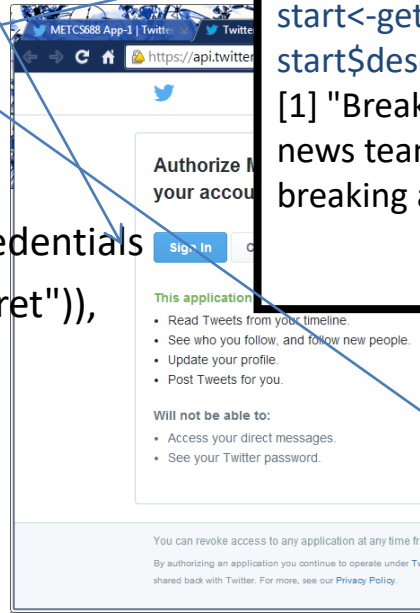 start<-get
start$des
[1] "Break
news tear
breaking a
METCS688 App-1 | Twitter
Twitte
https://api.twitter
Authorize
your accou
edentials
Sign In
ret")),
This application
• Read Tweets from your timeline.
• See who you follow, and follow new people.
• Update your profile.
• Post Tweets for you.
Will not be able to:
• Access your direct messages.
• See your Twitter password.
You can revoke access to any application at any time fr
By authorizing an application you continue to operate under Tw
shared back with Twitter. For more, see our Privacy Policy.